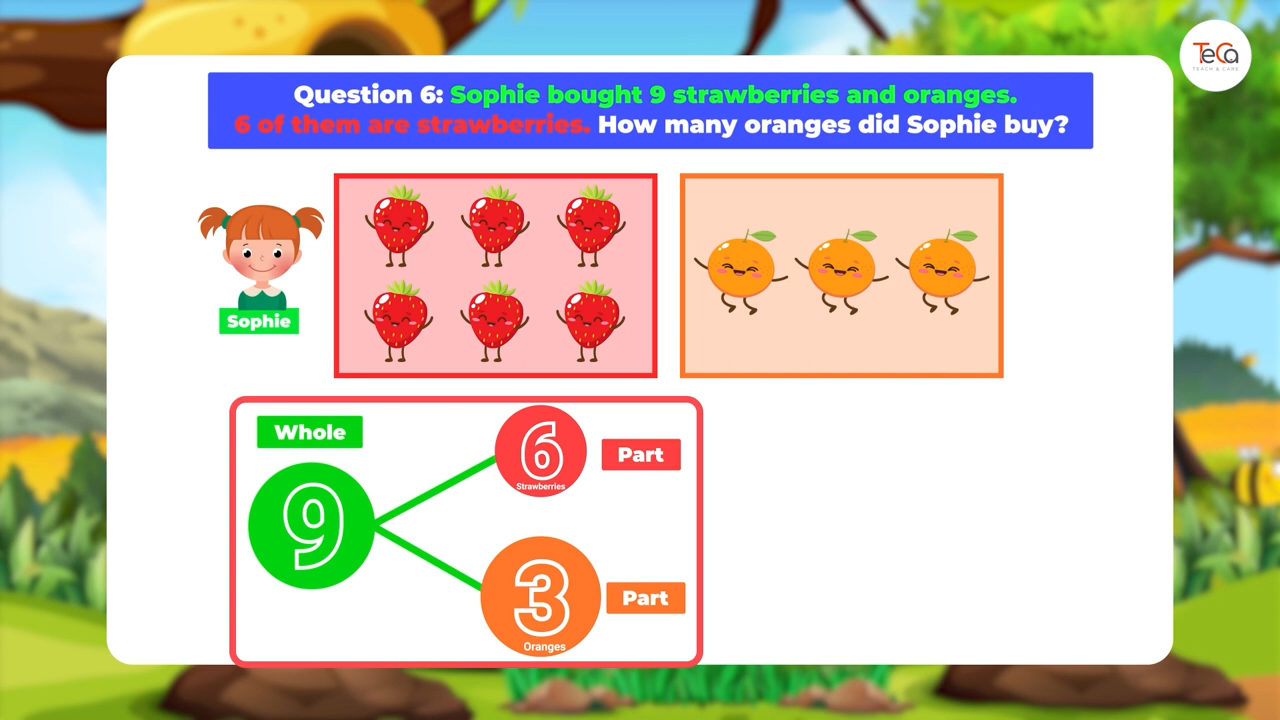 TeCa
TEACH & CARE
Question 6: Sophie bought 9 strawberries and oranges.
6 of them are strawberries. How many oranges did Sophie buy?
Sophie
Whole
9
6
Strawberries
Part
3
Oranges
Part